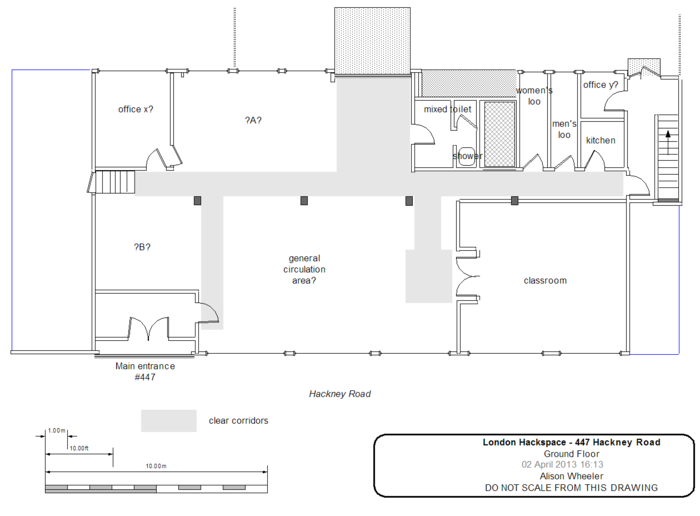 office x?
?A?
mixed toilet
shower
women's
loo
men's
loo
office y?
kitchen
?B?
general
circulation
area?
classroom
Main entrance
#447
Hackney Road
clear corridors
1.00m
10.00ft
10.00m
London Hackspace - 447 Hackney Road
Ground Floor
02 April 2013 16:13
Alison Wheeler
DO NOT SCALE FROM THIS DRAWING